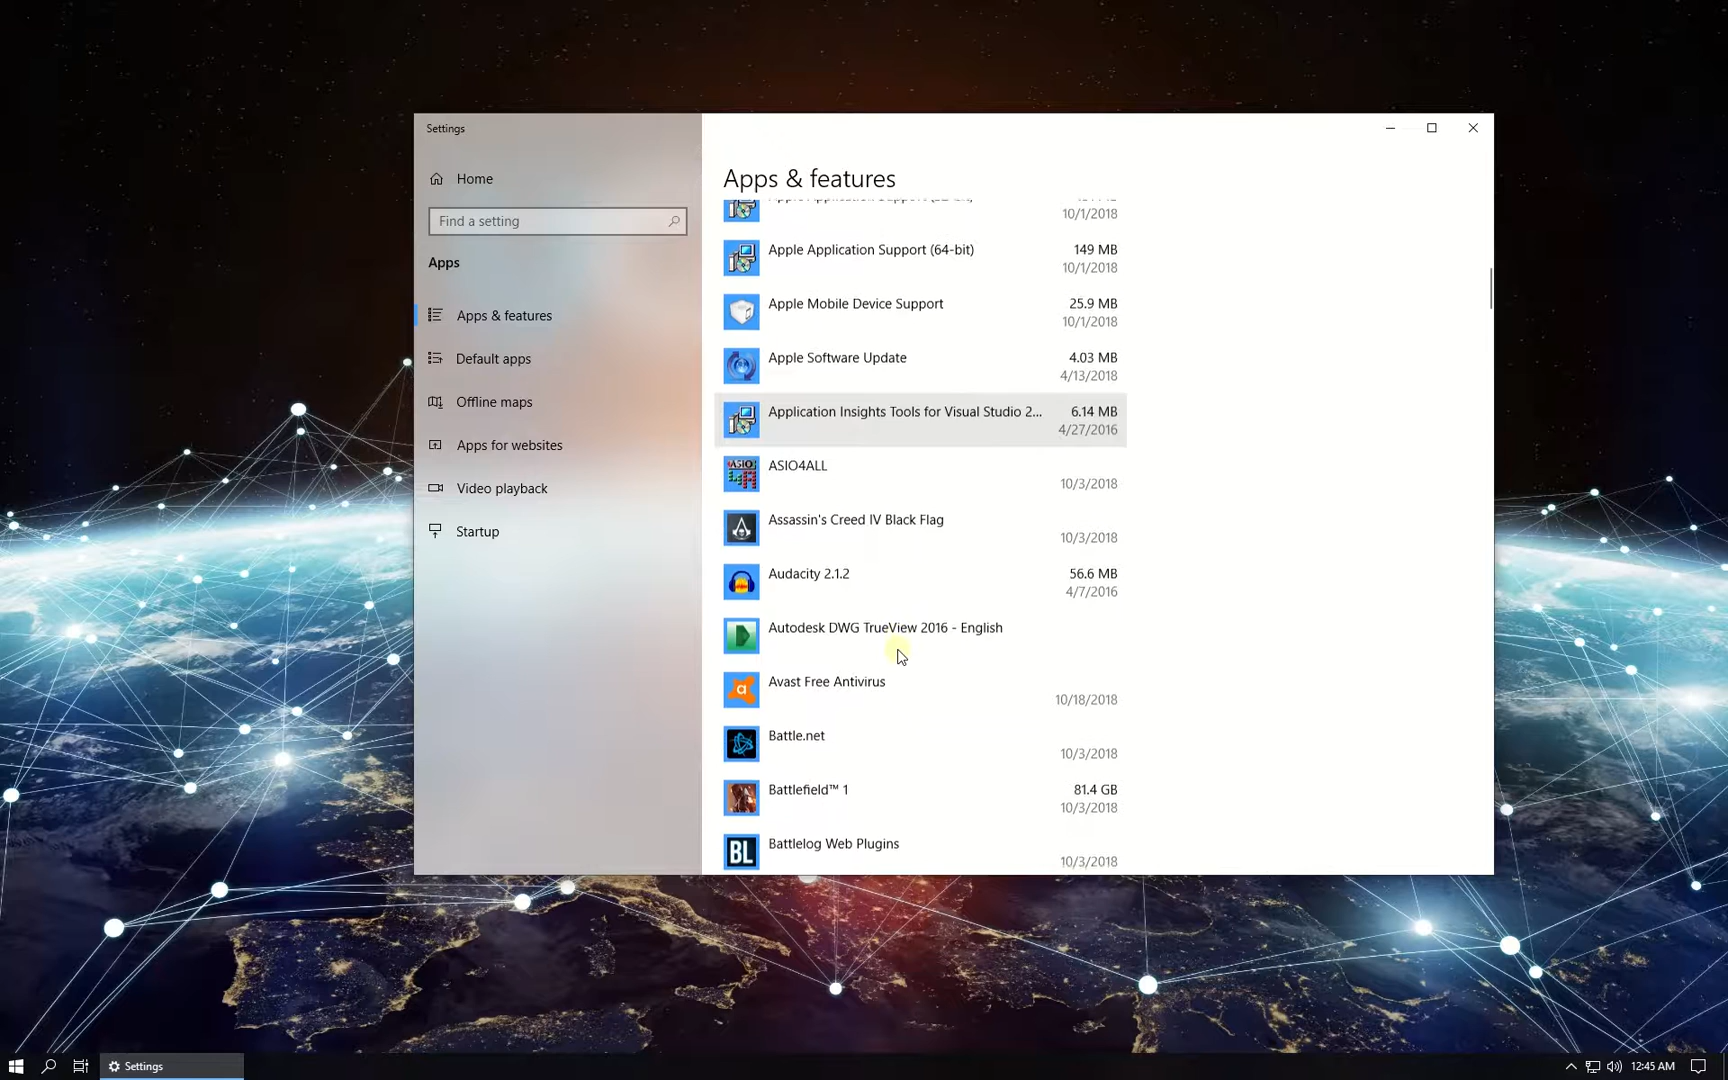 Settings
Home
Find a setting
Apps
Apps & features
Default apps
Offline maps
Apps for websites
Video playback
Startup
Apps & features
10/1/2018
Apple Application Support (64-bit)
149 MB
10/1/2018
Apple Mobile Device Support
25.9 MB
10/1/2018
Apple Software Update
4.03 MB
4/13/2018
Application Insights Tools for Visual Studio 2...
6.14 MB
4/27/2016
ASIO
ASIO4ALL
10/3/2018
Assassin's Creed IV Black Flag
10/3/2018
Audacity 2.1.2
56.6 MB
4/7/2016
Autodesk DWG TrueView 2016 - English
a
Avast Free Antivirus
10/18/2018
Battle.net
10/3/2018
Battlefield™ 1
81.4 GB
10/3/2018
BL
Battlelog Web Plugins
10/3/2018
Settings
12:45 AM